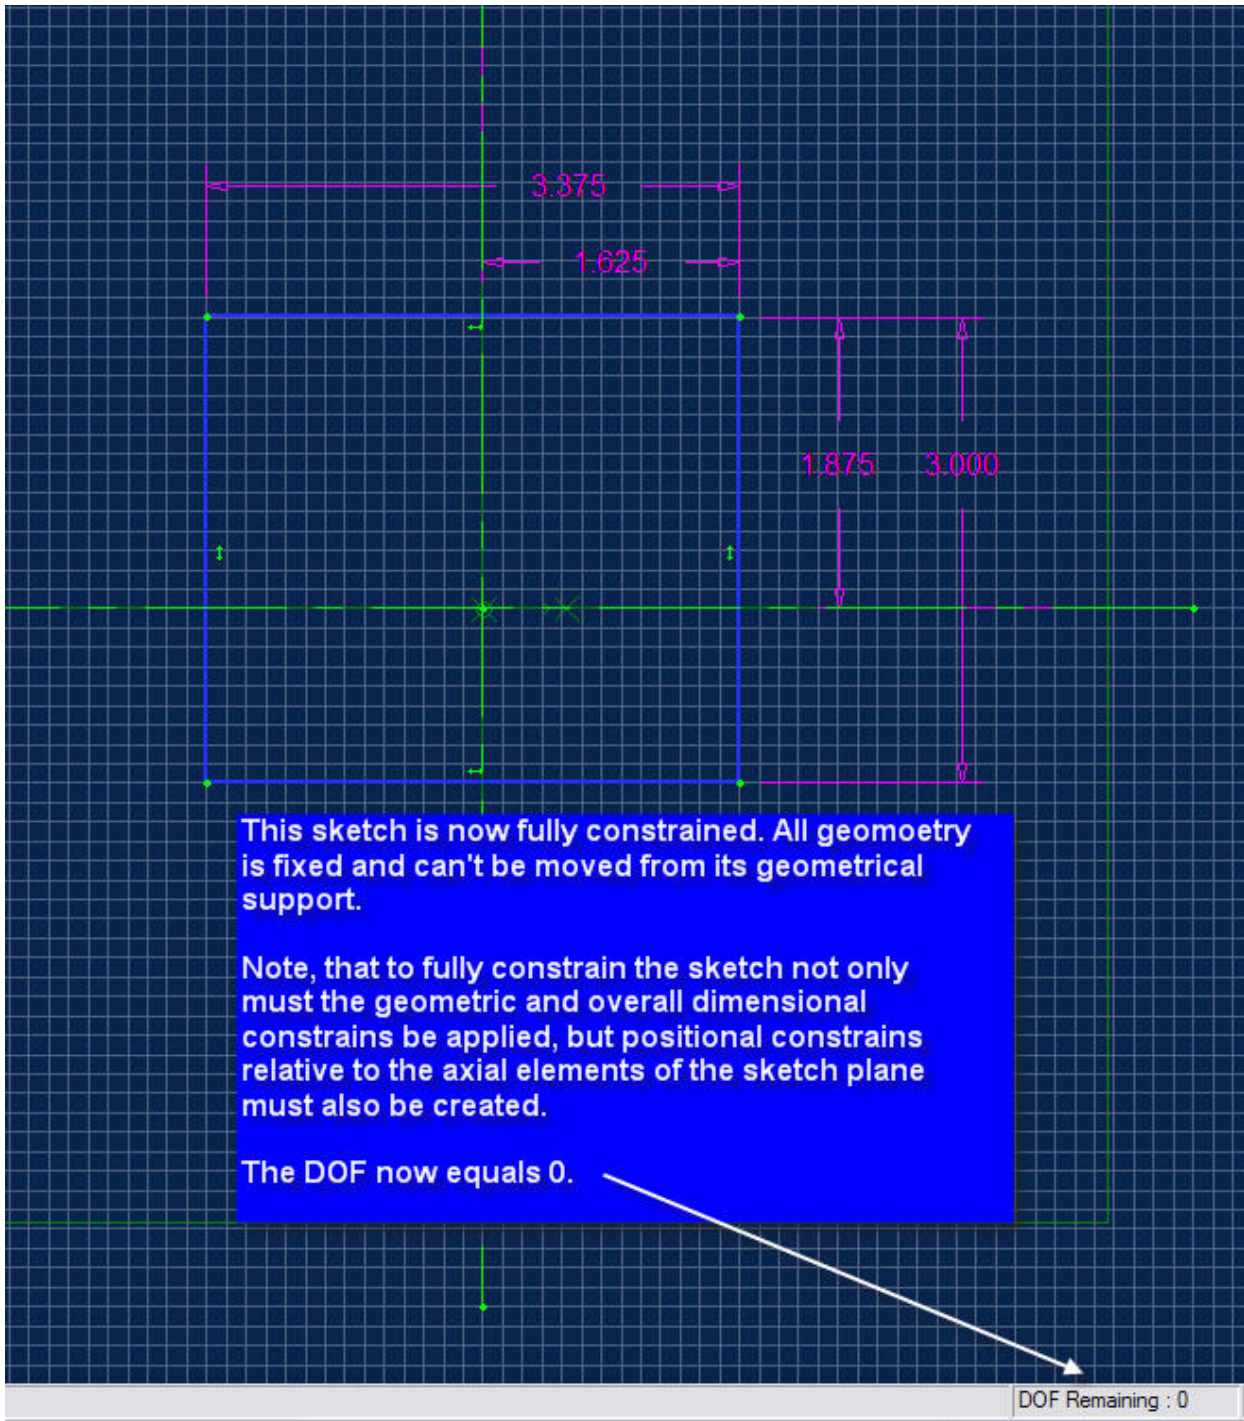 3.375
1.625
1.875 3.000
This sketch is now fully constrained. All geomoetry
is fixed and can't be moved from its geometrical
support.
Note, that to fully constrain the sketch not only
must the geometric and overall dimensional
constrains be applied, but positional constrains
relative to the axial elements of the sketch plane
must also be created.
The DOF now equals 0.
DOF Remaining : 0